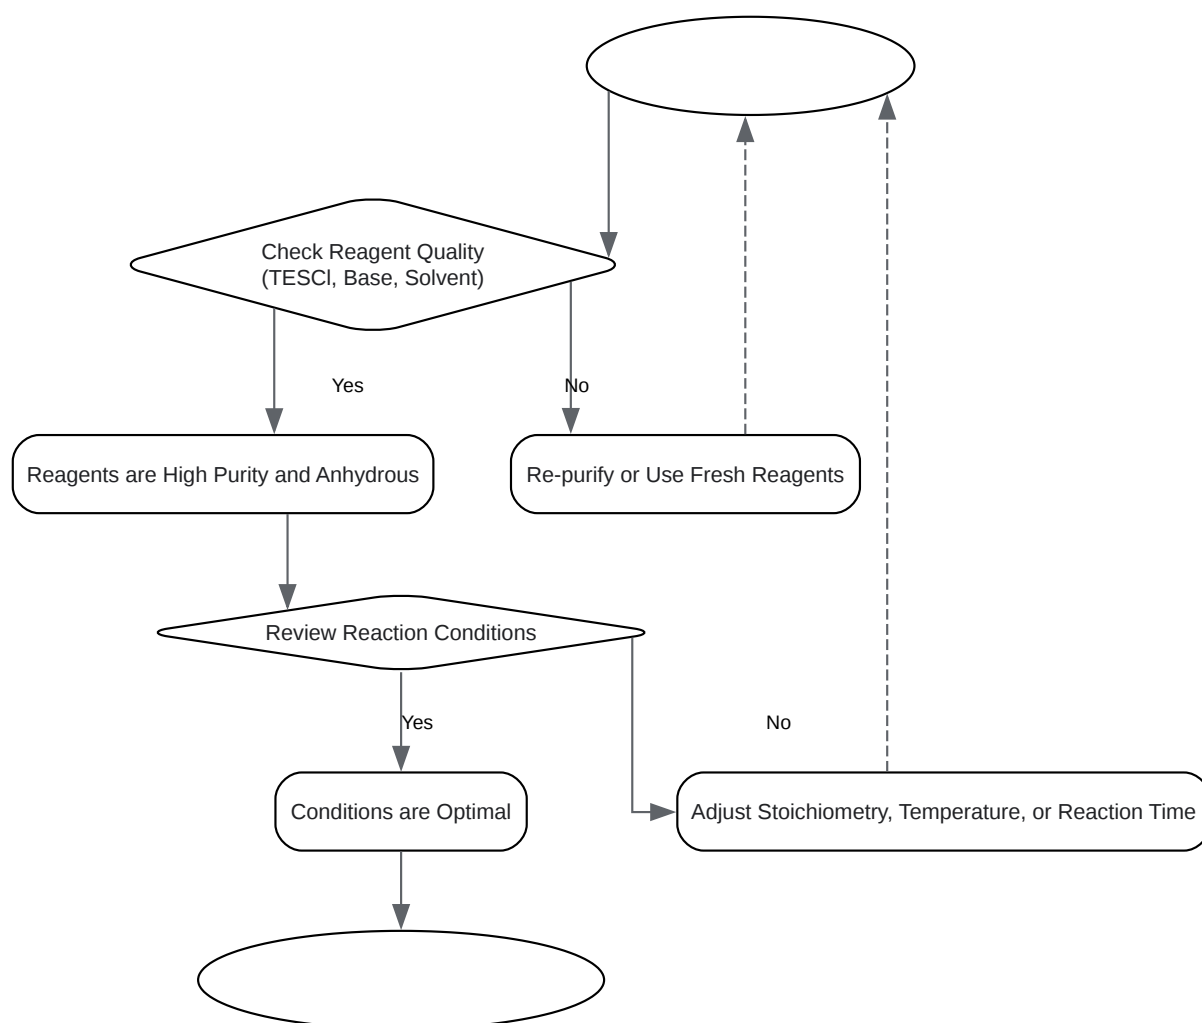 Check Reagent Quality
(TESCl, Base, Solvent)
Yes
No
Reagents are High Purity and Anhydrous
Re-purify or Use Fresh Reagents
Review Reaction Conditions
Yes
No
Conditions are Optimal
Adjust Stoichiometry, Temperature, or Reaction Time